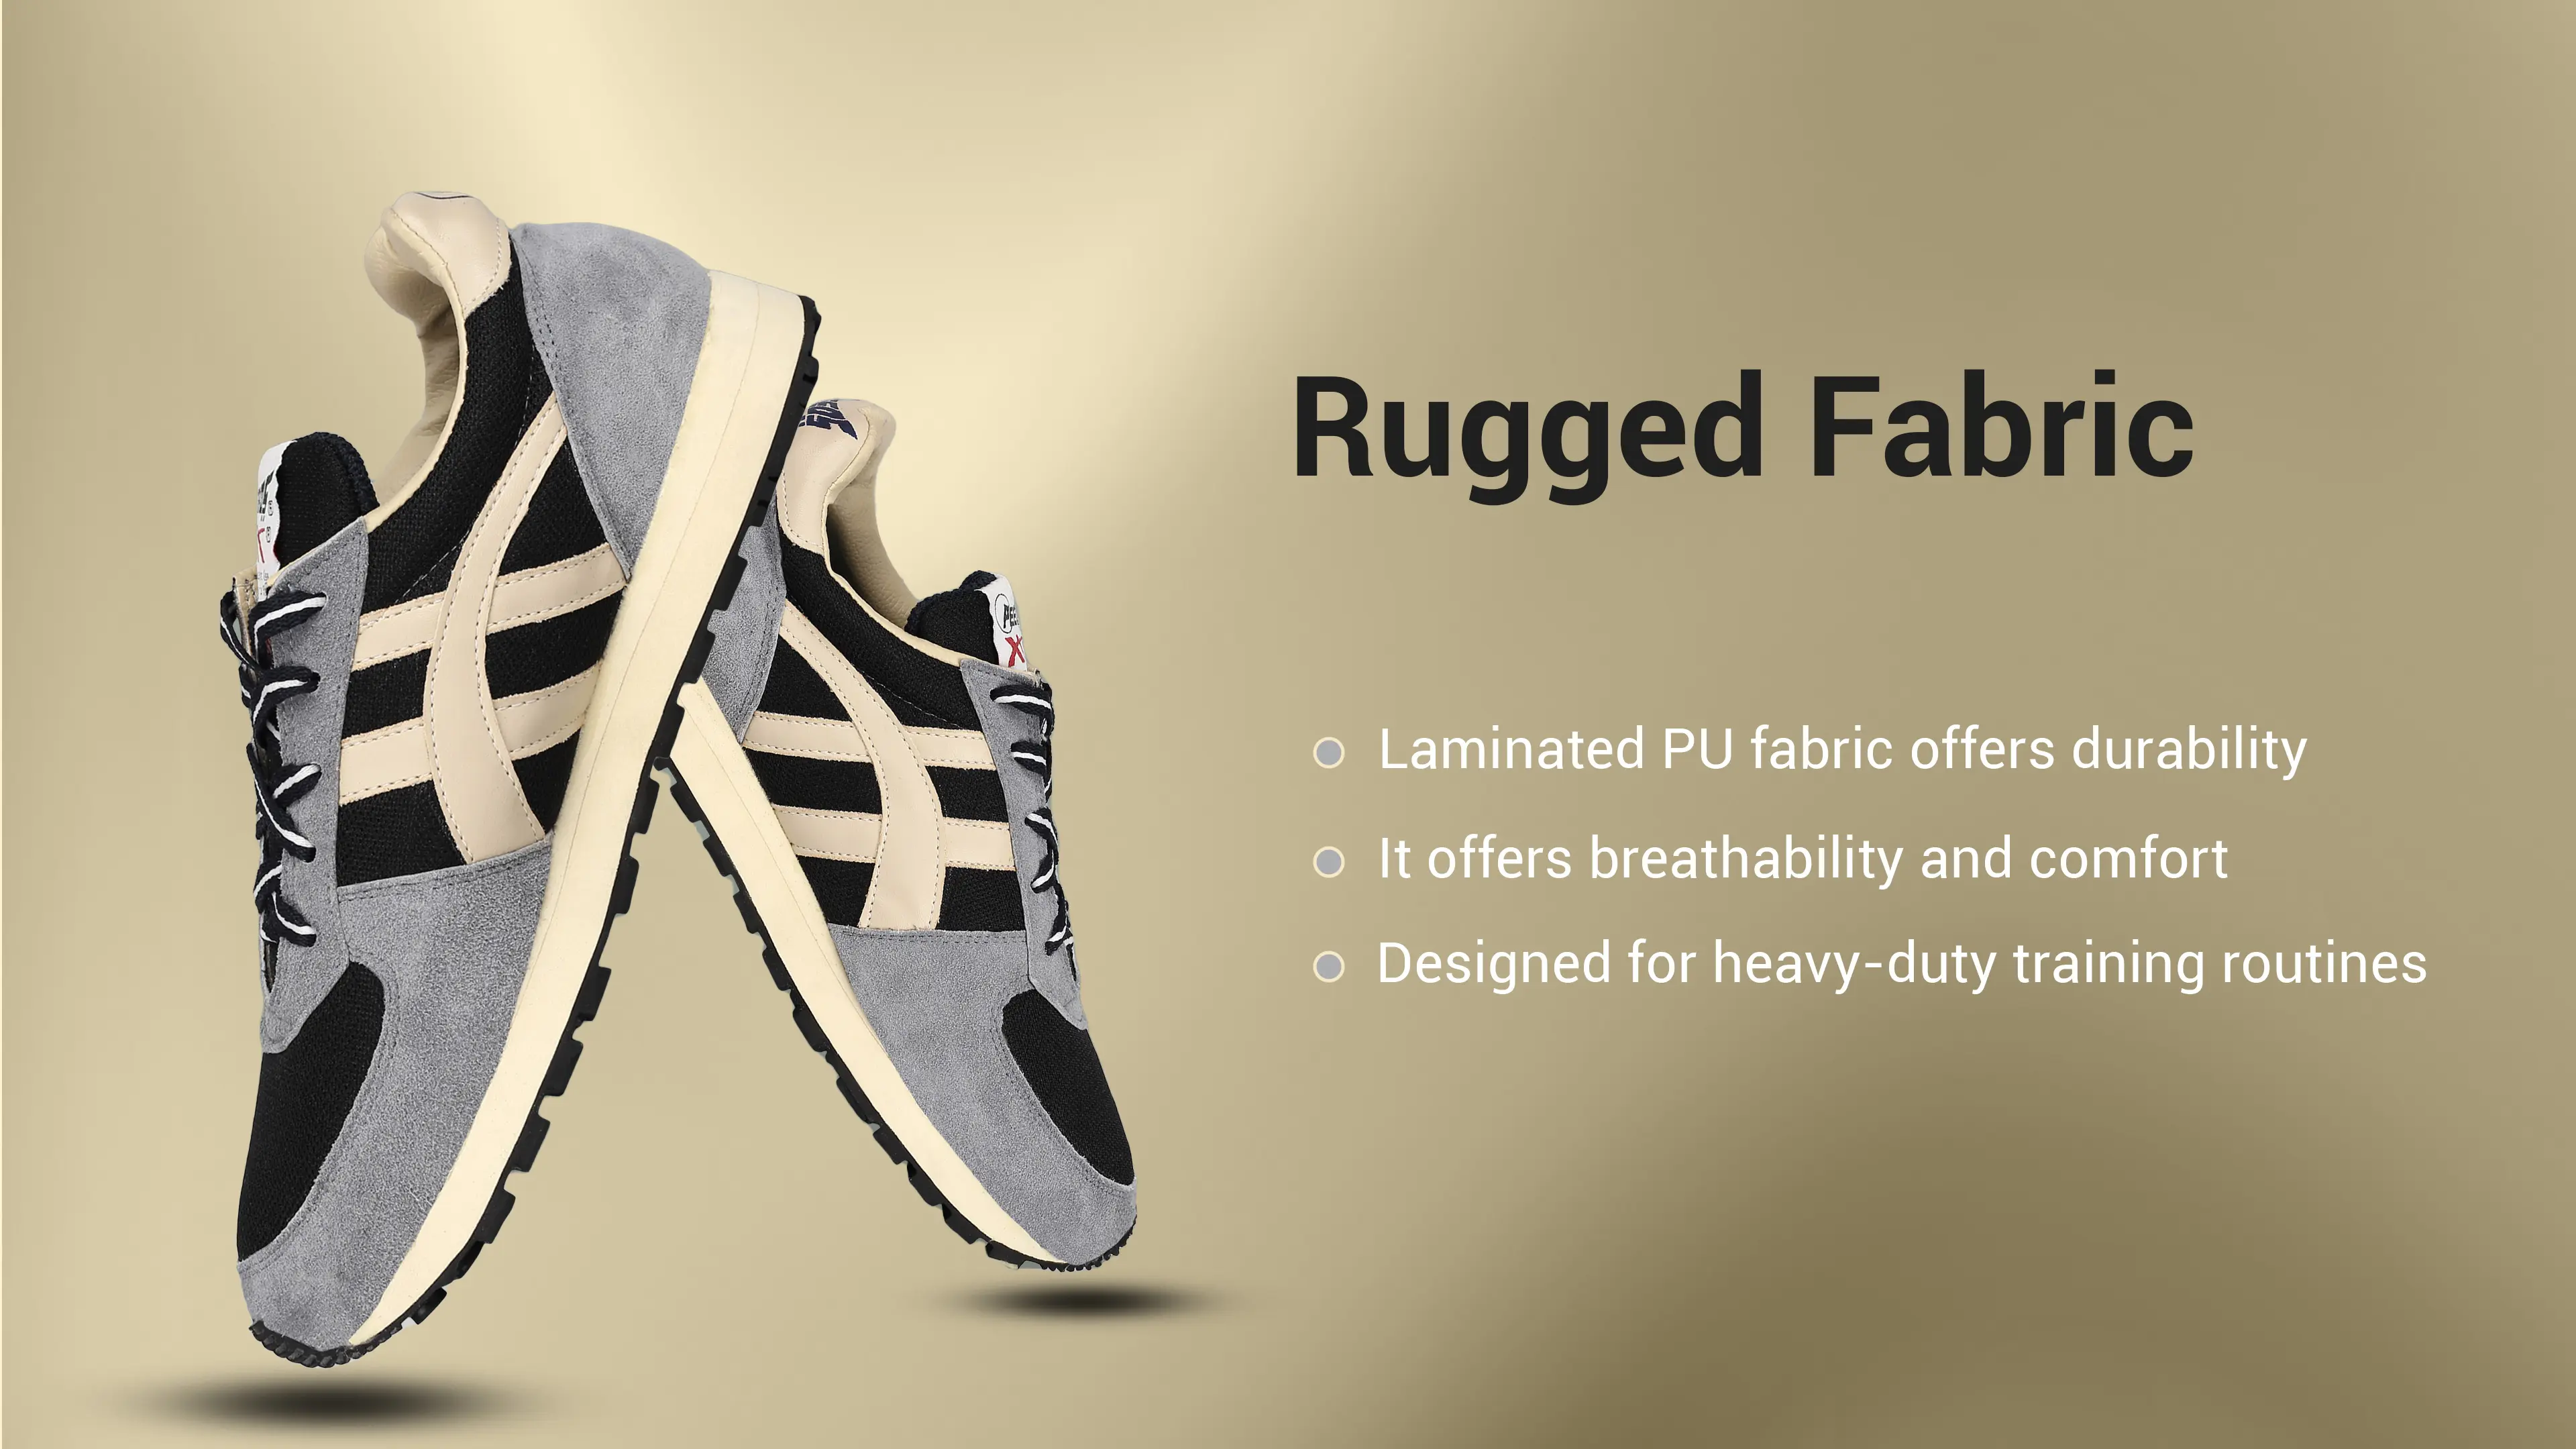 Rugged Fabric
Laminated PU fabric offers durability
It offers breathability and comfort
Designed for heavy-duty training routines